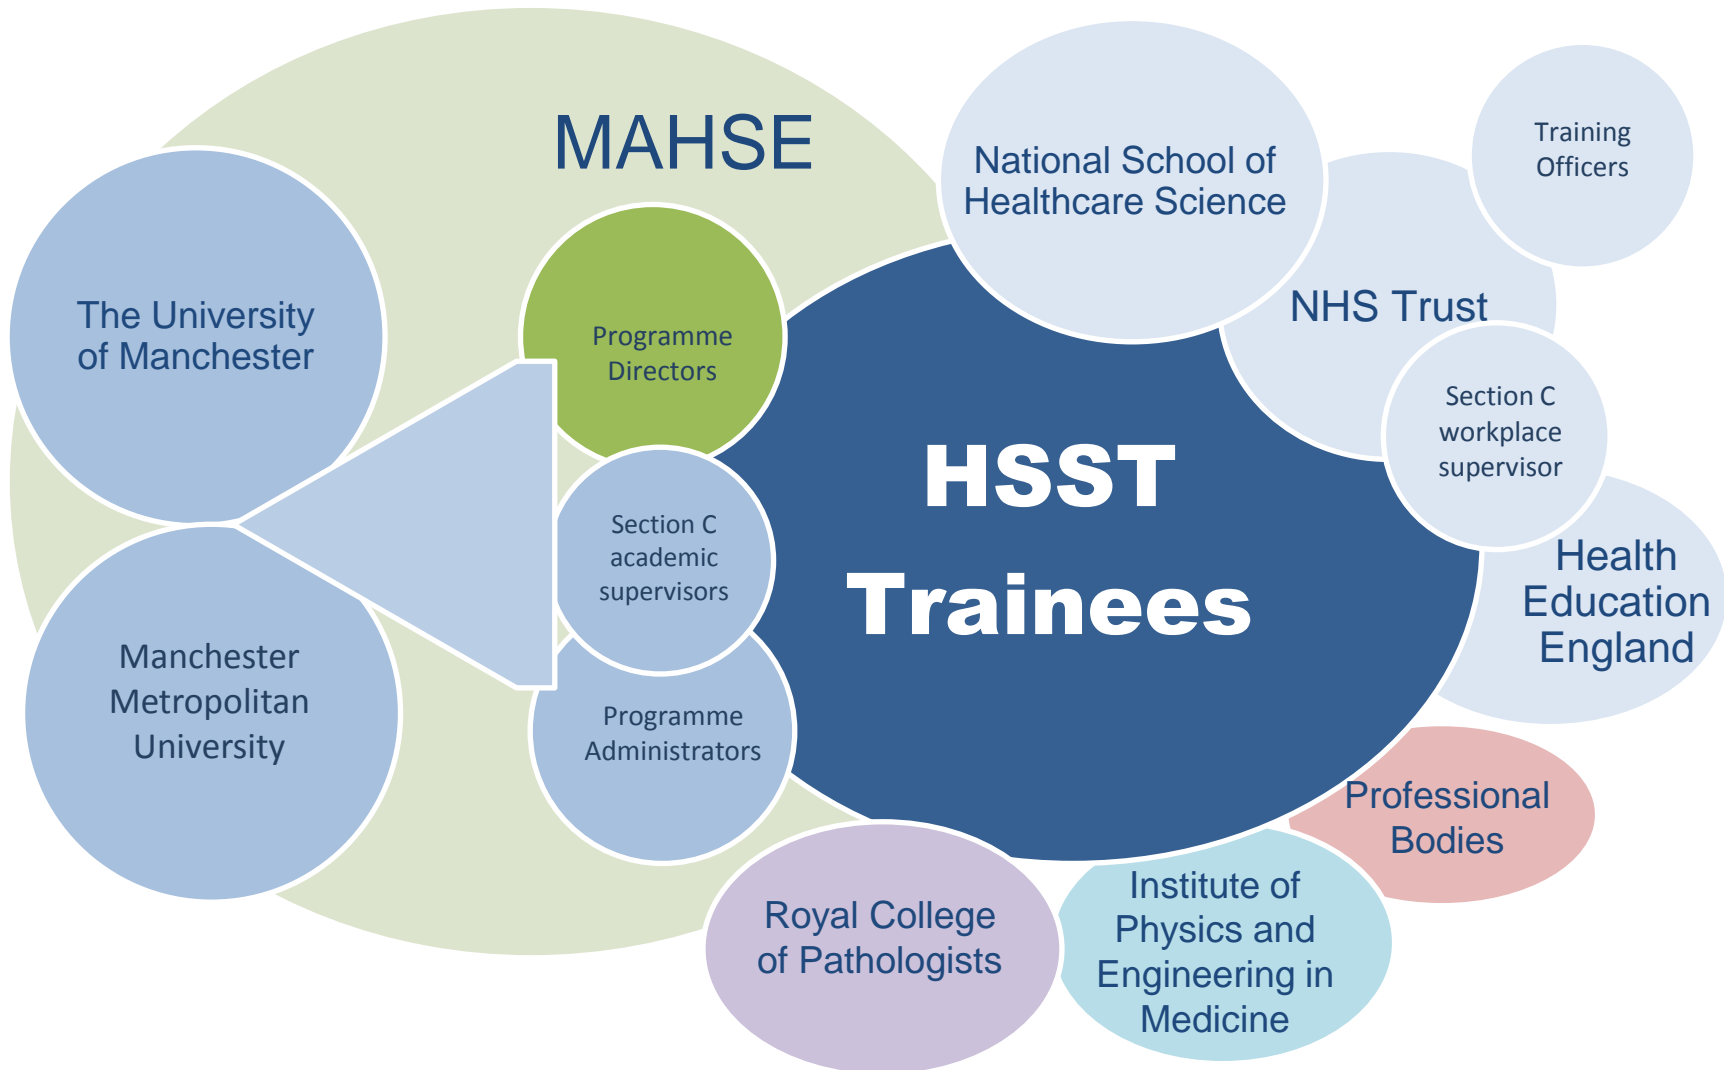 MAHSE
The University
of Manchester
Manchester
Metropolitan
University
Programme
Directors
Section C
academic
supervisors
Programme
Administrators
HSST
Trainees
National School of
Healthcare Science
Training
Officers
NHS Trust
Section C
workplace
supervisor
Health
Education
England
Professional
Bodies
Institute of
Physics and
Engineering in
Medicine
Royal College
of Pathologists